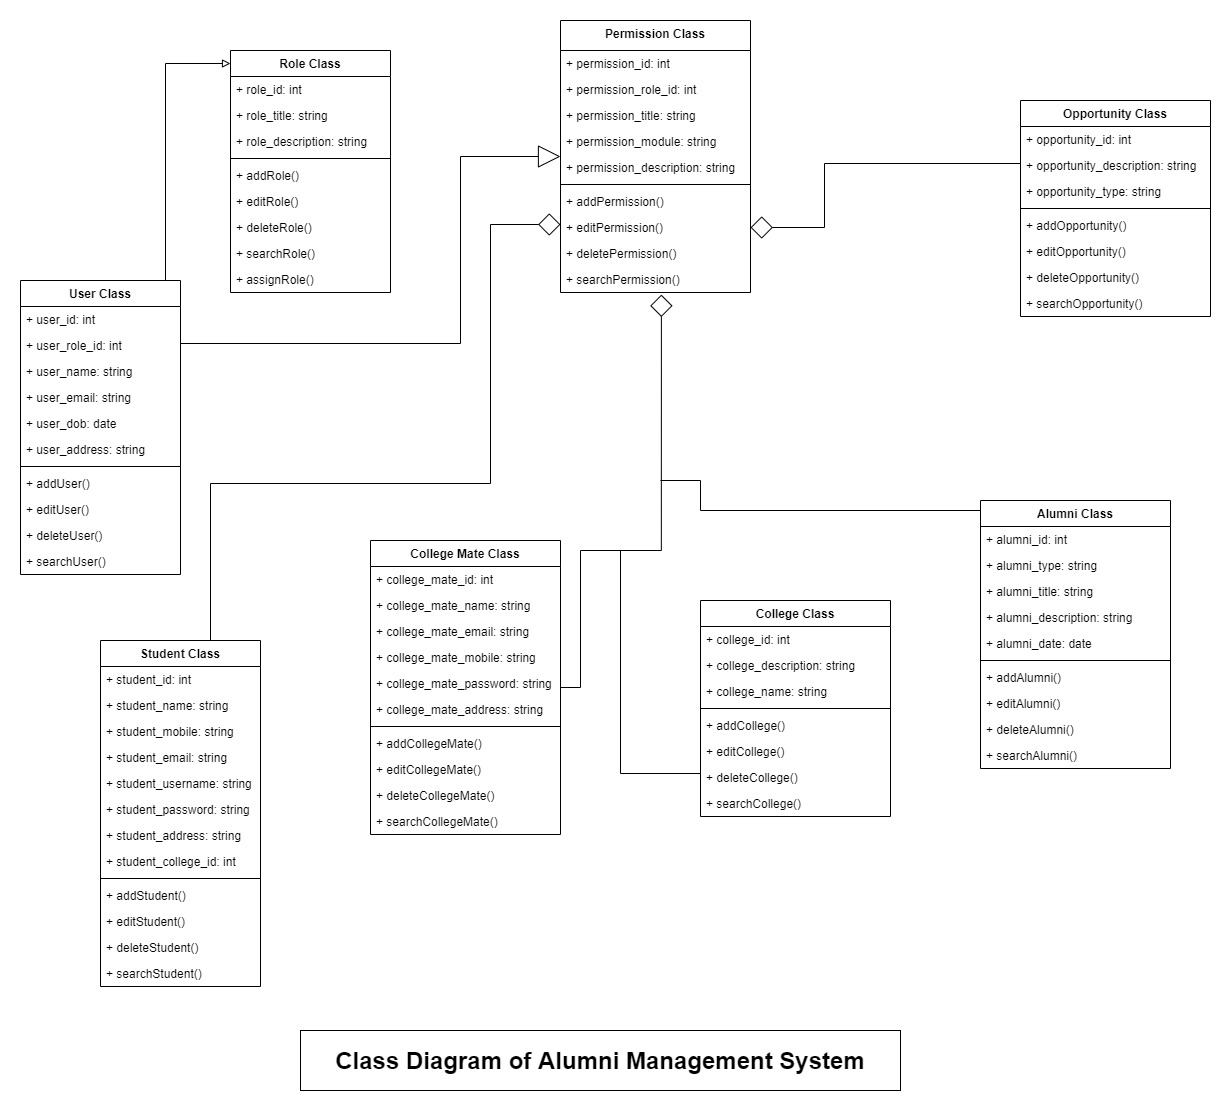 Permission Class
+ permission_id: int
+ permission_role_id: int
+ permission_title: string
+ permission_module: string
+ permission_description: string
+ addPermission()
+ editPermission()
+ deletePermission()
+ searchPermission()
Role Class
+ role_id: int
+ role_title: string
+ role_description: string
+ addRole()
+ editRole()
+ deleteRole()
+ searchRole()
+ assignRole()
Opportunity Class
+ opportunity_id: int
+ opportunity_description: string
+ opportunity_type: string
+ addOpportunity()
+ editOpportunity()
+ deleteOpportunity()
+ searchOpportunity()
User Class
+ user_id: int
+ user_role_id: int
+ user_name: string
+ user_email: string
+ user_dob: date
+ user_address: string
+ addUser()
+ editUser()
+ deleteUser()
+ searchUser()
Alumni Class
+ alumni_id: int
+ alumni_type: string
+ alumni_title: string
+ alumni_description: string
+ alumni_date: date
+ addAlumni()
+ editAlumni()
+ deleteAlumni()
+ searchAlumni()
College Mate Class
+ college_mate_id: int
+ college_mate_name: string
+ college_mate_email: string
+ college_mate_mobile: string
+ college_mate_password: string
+ college_mate_address: string
+ addCollegeMate()
+ editCollegeMate()
+ deleteCollegeMate()
+ searchCollegeMate()
College Class
+ college_id: int
+ college_description: string
+ college_name: string
+ addCollege()
+ editCollege()
+ deleteCollege()
+ searchCollege()
Student Class
+ student_id: int
+ student_name: string
+ student_mobile: string
+ student_email: string
+ student_username: string
+ student_password: string
+ student_address: string
+ student_college_id: int
+ addStudent()
+ editStudent()
+ deleteStudent()
+ searchStudent()
Class Diagram of Alumni Management System